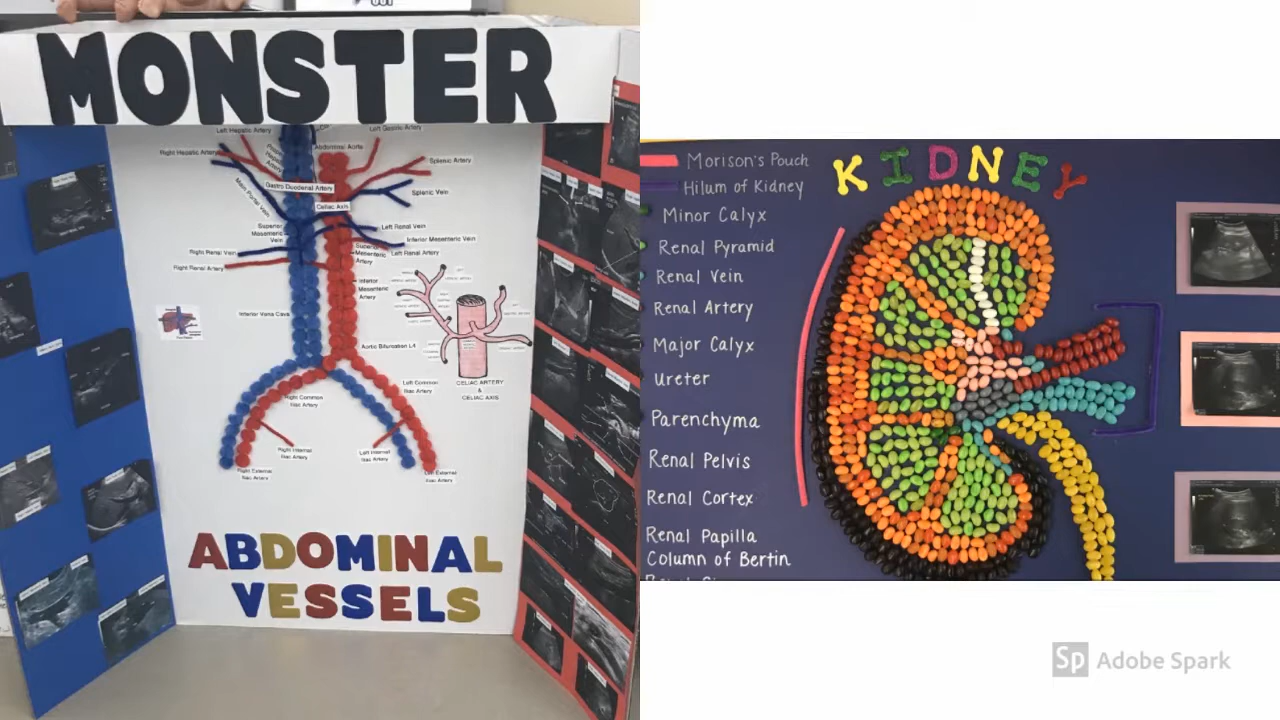 MONSTER
Left Hepatic Artery
Left Gastric Artery
Right Hepatic Artery
Proper Hepatic Artery
Abdominal Aorta
Splenic Artery
Gastro Duodenal Artery
Main Portal Vein
Splenic Vein
Celiac Axis
Superior Mesenteric Vein
Left Renal Vein
Inferior Mesenteric Vein
Right Renal Vein
Superior Mesenteric Artery
Left Renal Artery
Right Renal Artery
Inferior Mesenteric Artery
Inferior Vena Cava
Aortic Bifurcation L4
CELIAC ARTERY
&
CELIAC AXIS
Left Common
Iliac Artery
Right Common
Iliac Artery
Right Internal
Iliac Artery
Left Internal
Iliac Artery
Right External
Iliac Artery
Left External
Iliac Artery
ABDOMINAL
VESSELS
KIDNEY
Morison's Pouch
Hilum of Kidney
Minor Calyx
Renal Pyramid
Renal Vein
Renal Artery
Major Calyx
Ureter
Parenchyma
Renal Pelvis
Renal Cortex
Renal Papilla
Column of Bertin
Sp Adobe Spark